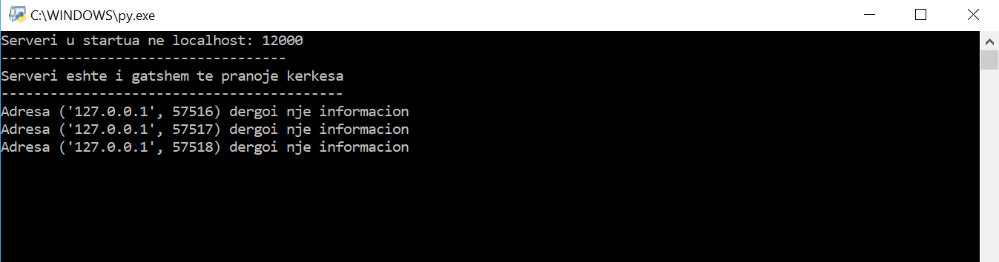 C:\WINDOWS\py.exe
Serveri u startua ne localhost: 12000
-----------------------------------
Serveri eshte i gatshem te pranoje kerkesa
------------------------------------------
Adresa ('127.0.0.1', 57516) dergoi nje informacion
Adresa ('127.0.0.1', 57517) dergoi nje informacion
Adresa ('127.0.0.1', 57518) dergoi nje informacion